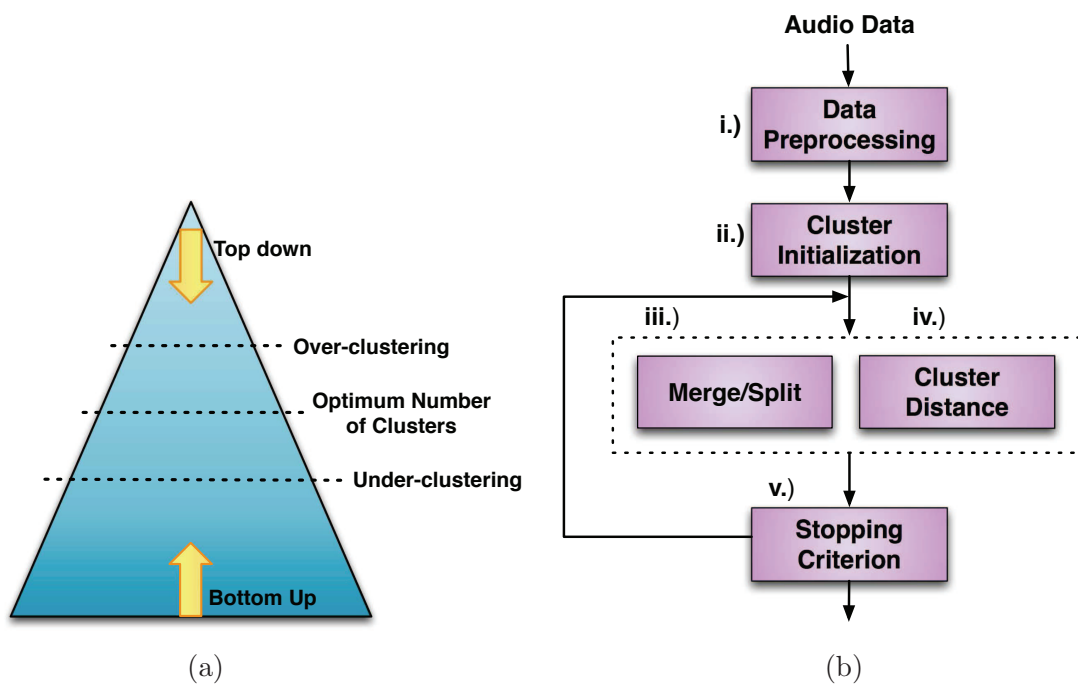 Top down
Over-clustering
Optimum Number
of Clusters
Under-clustering
Bottom Up
(a)
Audio Data
i.)
Data
Preprocessing
ii.)
Cluster
Initialization
iii.)
iv.)
Merge/Split
Cluster
Distance
v.)
Stopping
Criterion
(b)